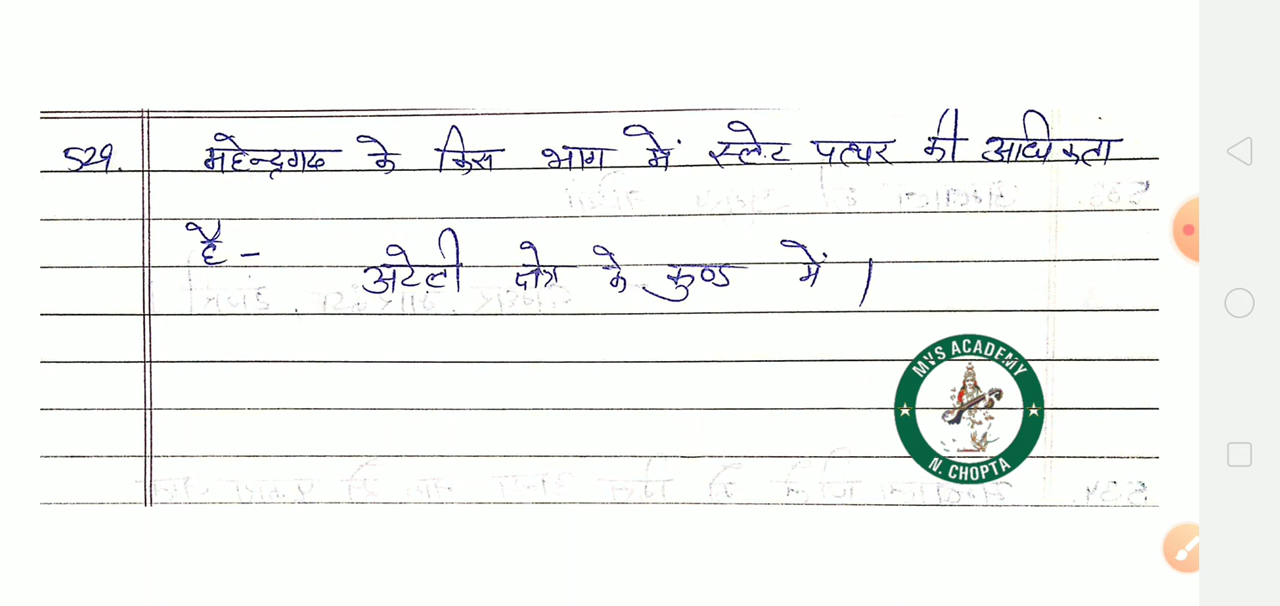 529. महेन्द्रगढ के किस भाग में स्लेट पत्थर की अधिकता
है -
अटेली क्षेत्र के कुण्ड में ।
MVS ACADEMY
N. CHOPTA